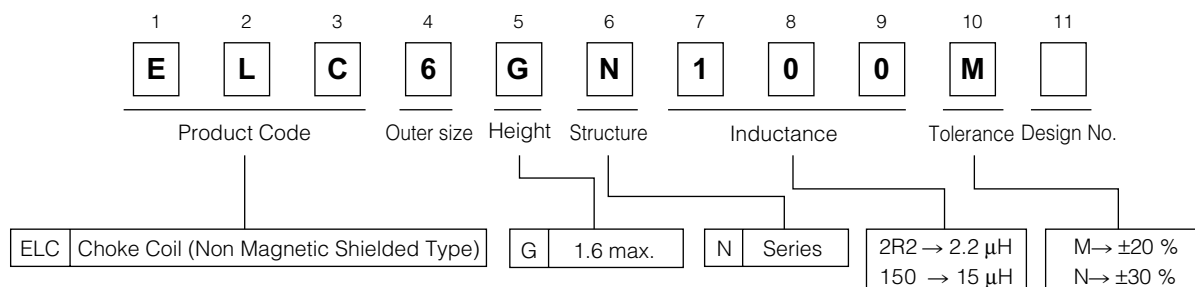 1 2 3 4 5 6 7 8 9 10 11
E L C 6 G N 1 0 0 M
Product Code Outer size Height Structure Inductance Tolerance Design No.
ELC Choke Coil (Non Magnetic Shielded Type) G 1.6 max. N Series 2R2 → 2.2 μH M→ ±20 %
150 → 15 μH N→ ±30 %